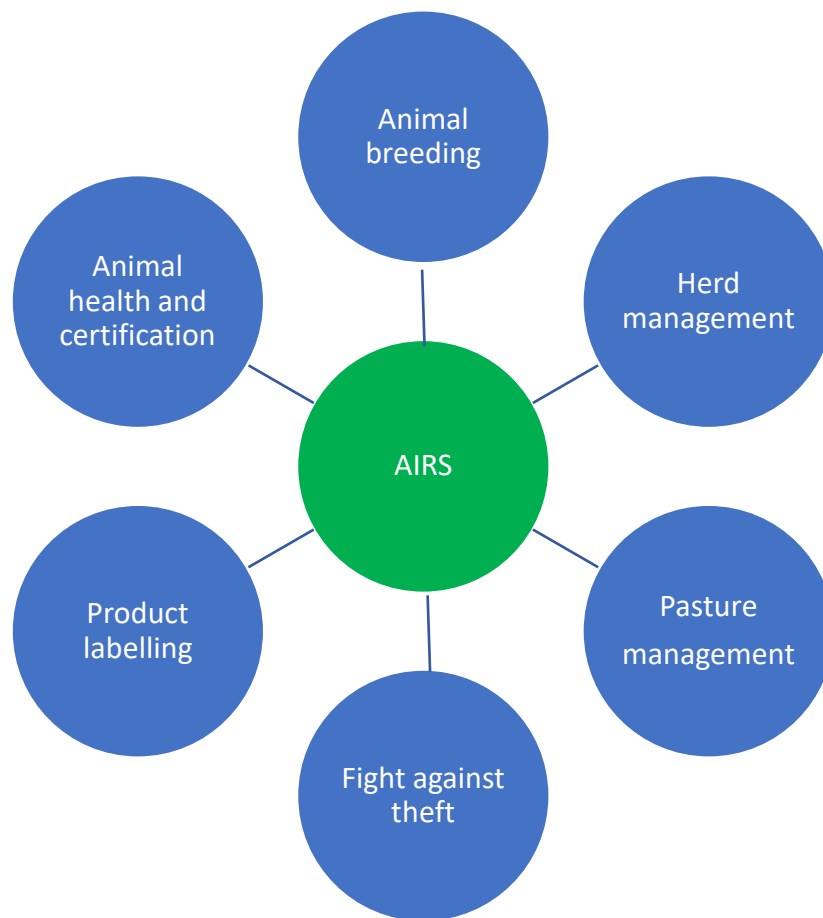 Animal
breeding
Animal
health and
certification
Herd
management
AIRS
Product
labelling
Pasture
management
Fight against
theft